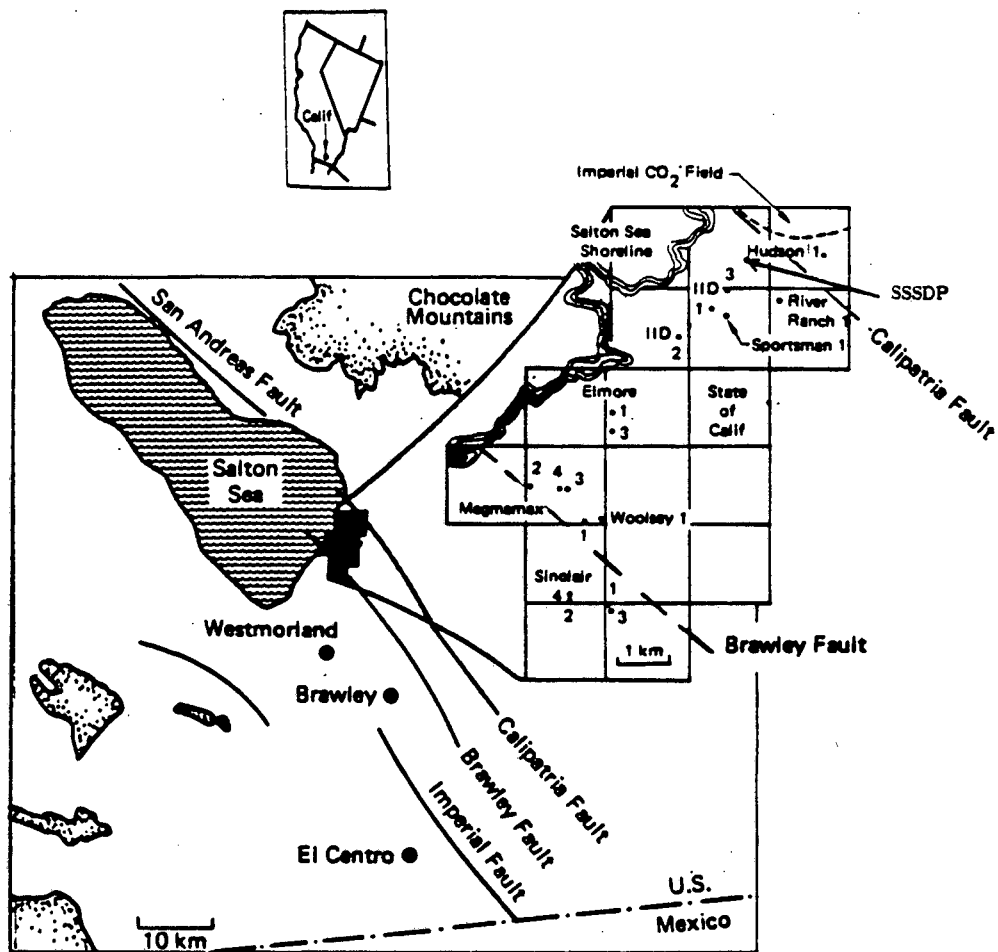 Calif
Imperial CO2 Field
Salton Sea
Shoreline
Hudson 1
SSSDP
3
IID
1
River
Ranch 1
Sportsman 1
IID
2
Calipatria Fault
San Andreas Fault
Chocolate
Mountains
Elmore
1
3
State
of
Calif
Salton
Sea
2 4 3
Magmamax
1
Woolsey 1
Sinclair
4
2
1
3
1 km
Brawley Fault
Westmorland
Brawley
Calipatria Fault
Brawley Fault
Imperial Fault
El Centro
U.S.
Mexico
10 km